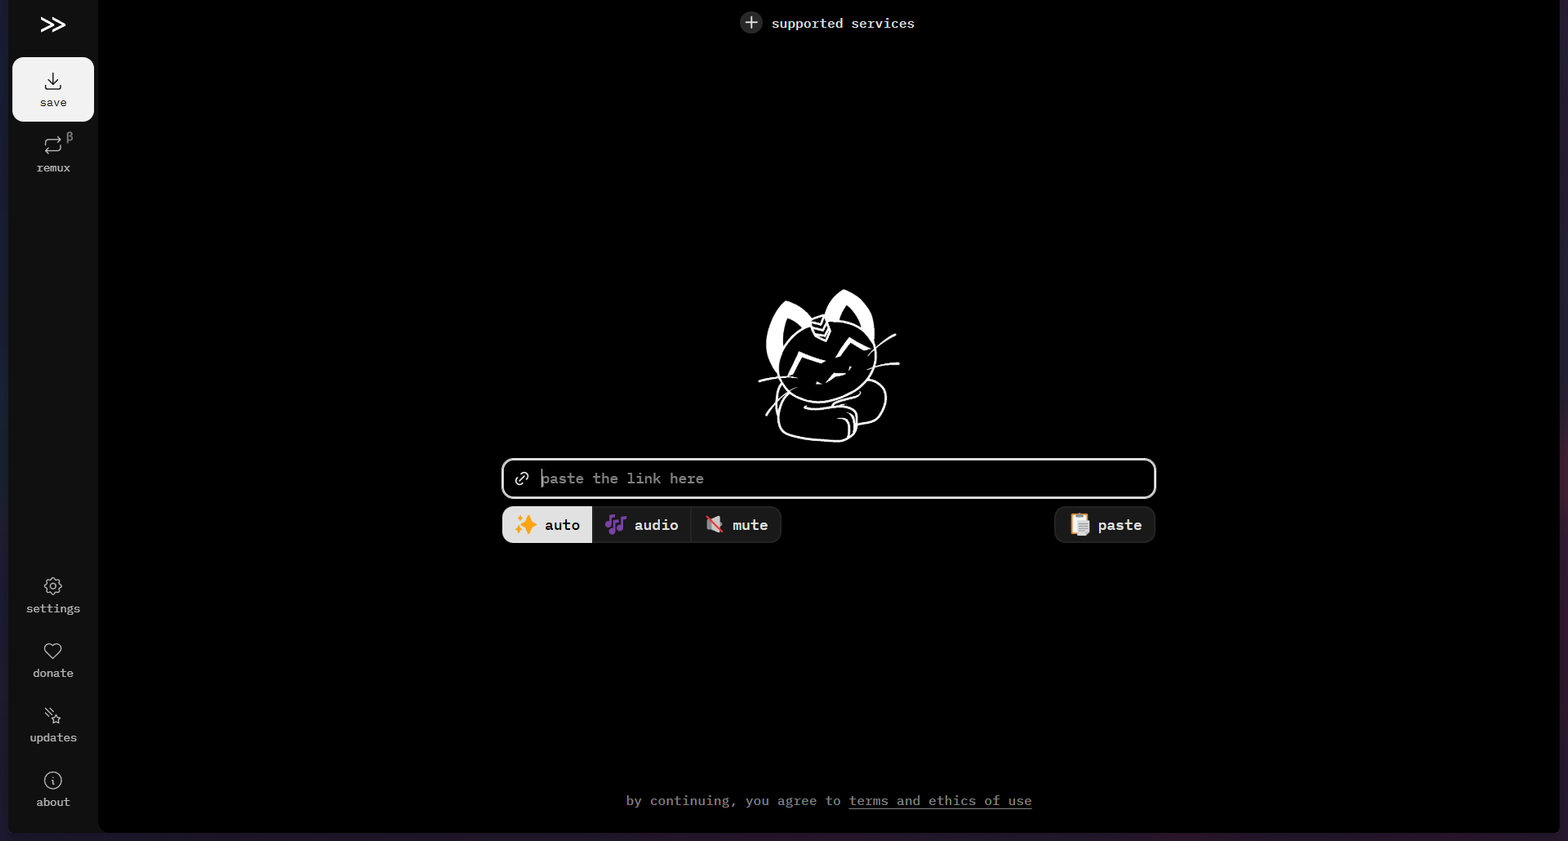 supported services
save
β
remux
paste the link here
auto
audio
mute
paste
settings
donate
updates
about
by continuing, you agree to terms and ethics of use